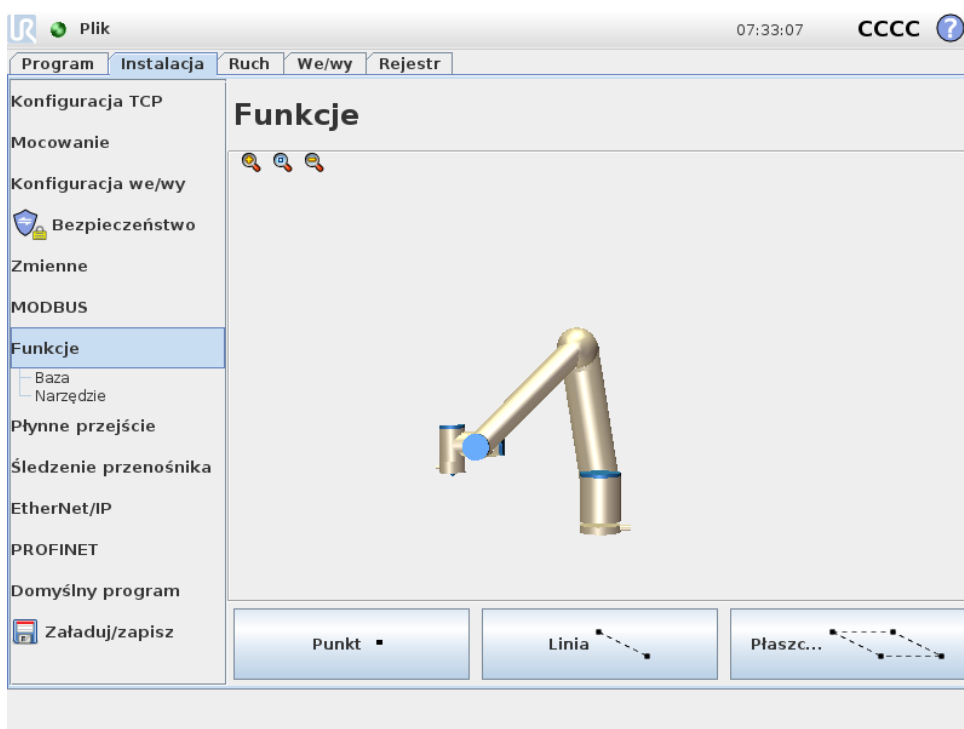 UR Plik 07:33:07 CCCC ?
Program Instalacja Ruch We/wy Rejestr
Konfiguracja TCP
Mocowanie
Konfiguracja we/wy
Bezpieczeństwo
Zmienne
MODBUS
Funkcje
Baza
Narzędzie
Płynne przejście
Śledzenie przenośnika
EtherNet/IP
PROFINET
Domyślny program
Załaduj/zapisz
Funkcje
Punkt
Linia
Płaszc...